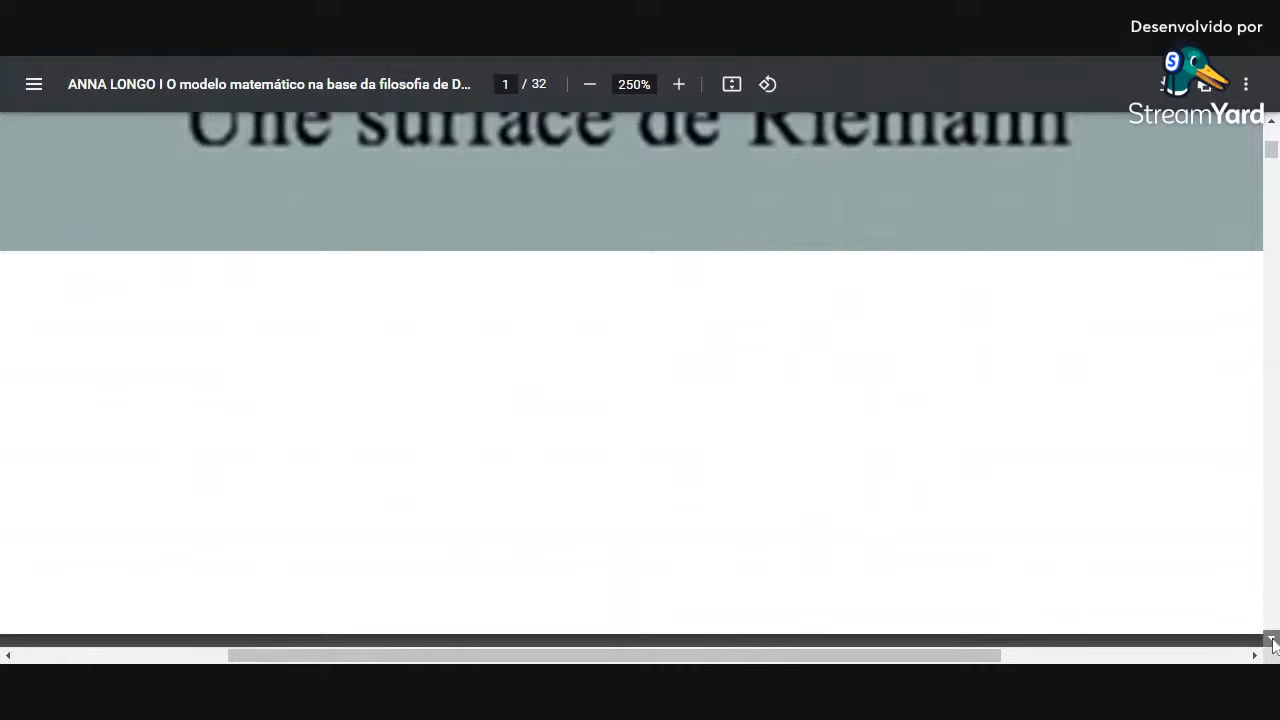 Desenvolvido por
StreamYard
ANNA LONGO I O modelo matemático na base da filosofia de D...
1 / 32
250%
Une surface de Riemann